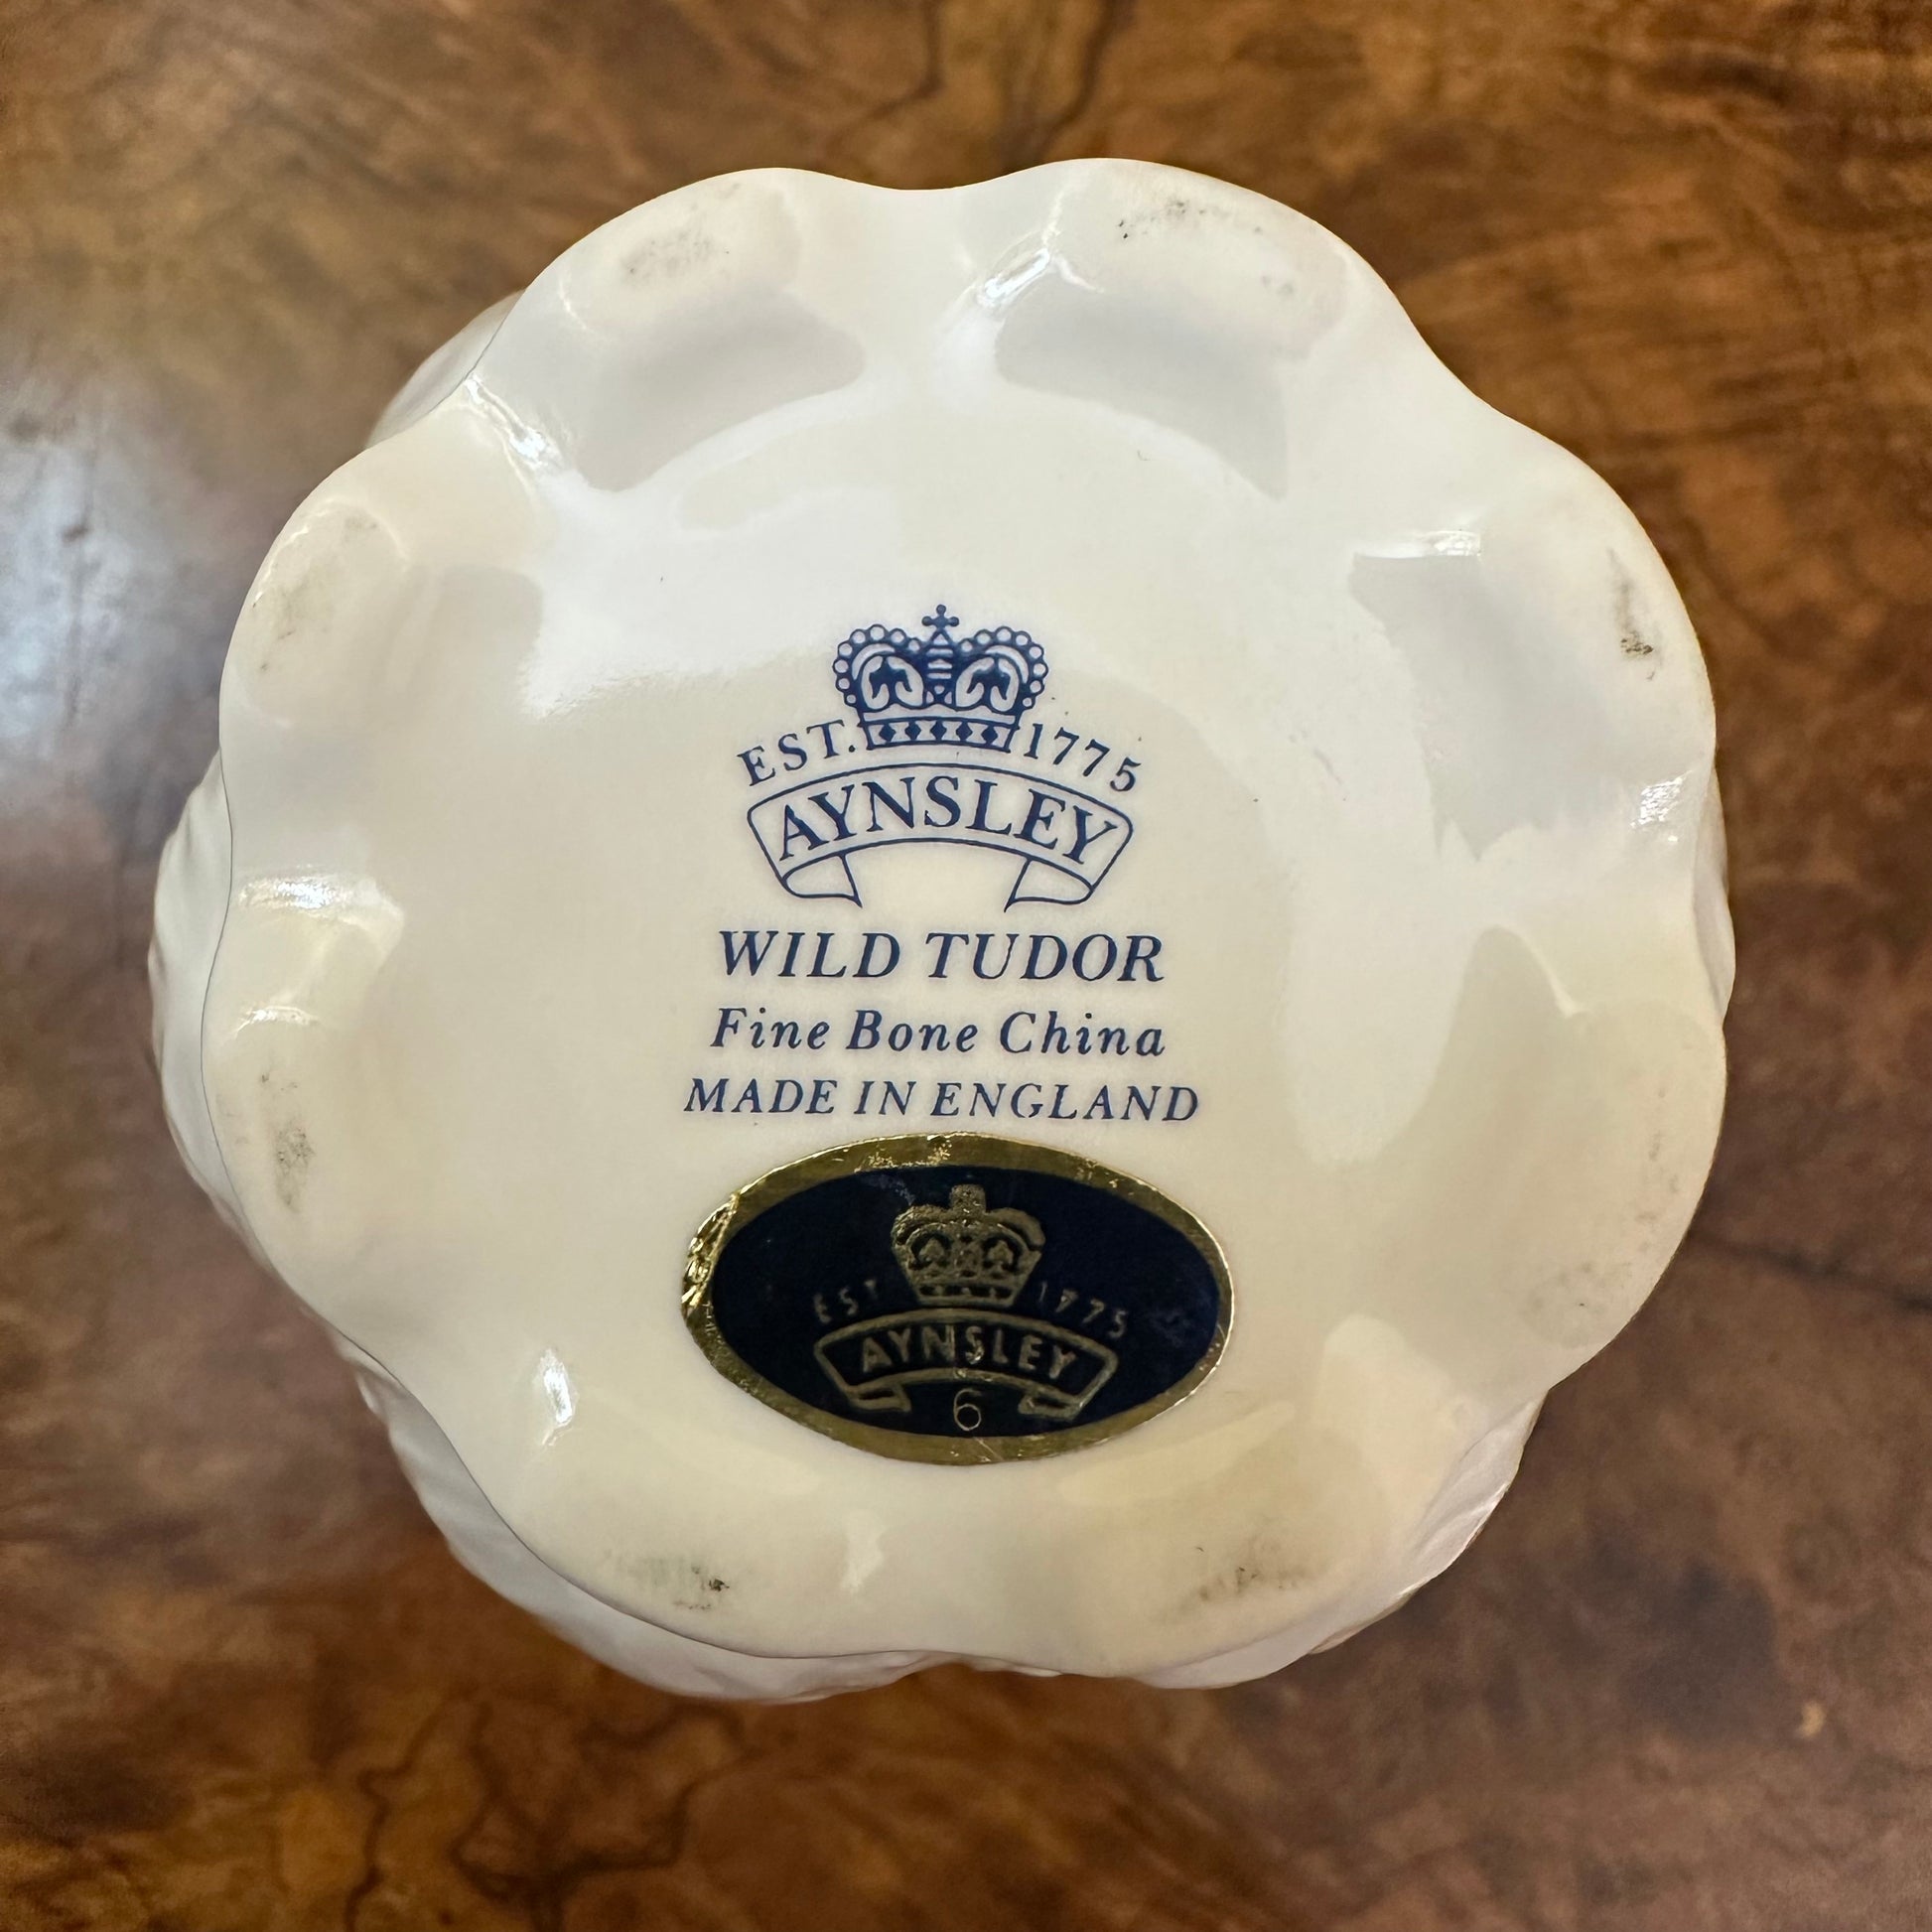 EST. 1775
AYNSLEY
WILD TUDOR
Fine Bone China
MADE IN ENGLAND
EST 1775
AYNSLEY
6